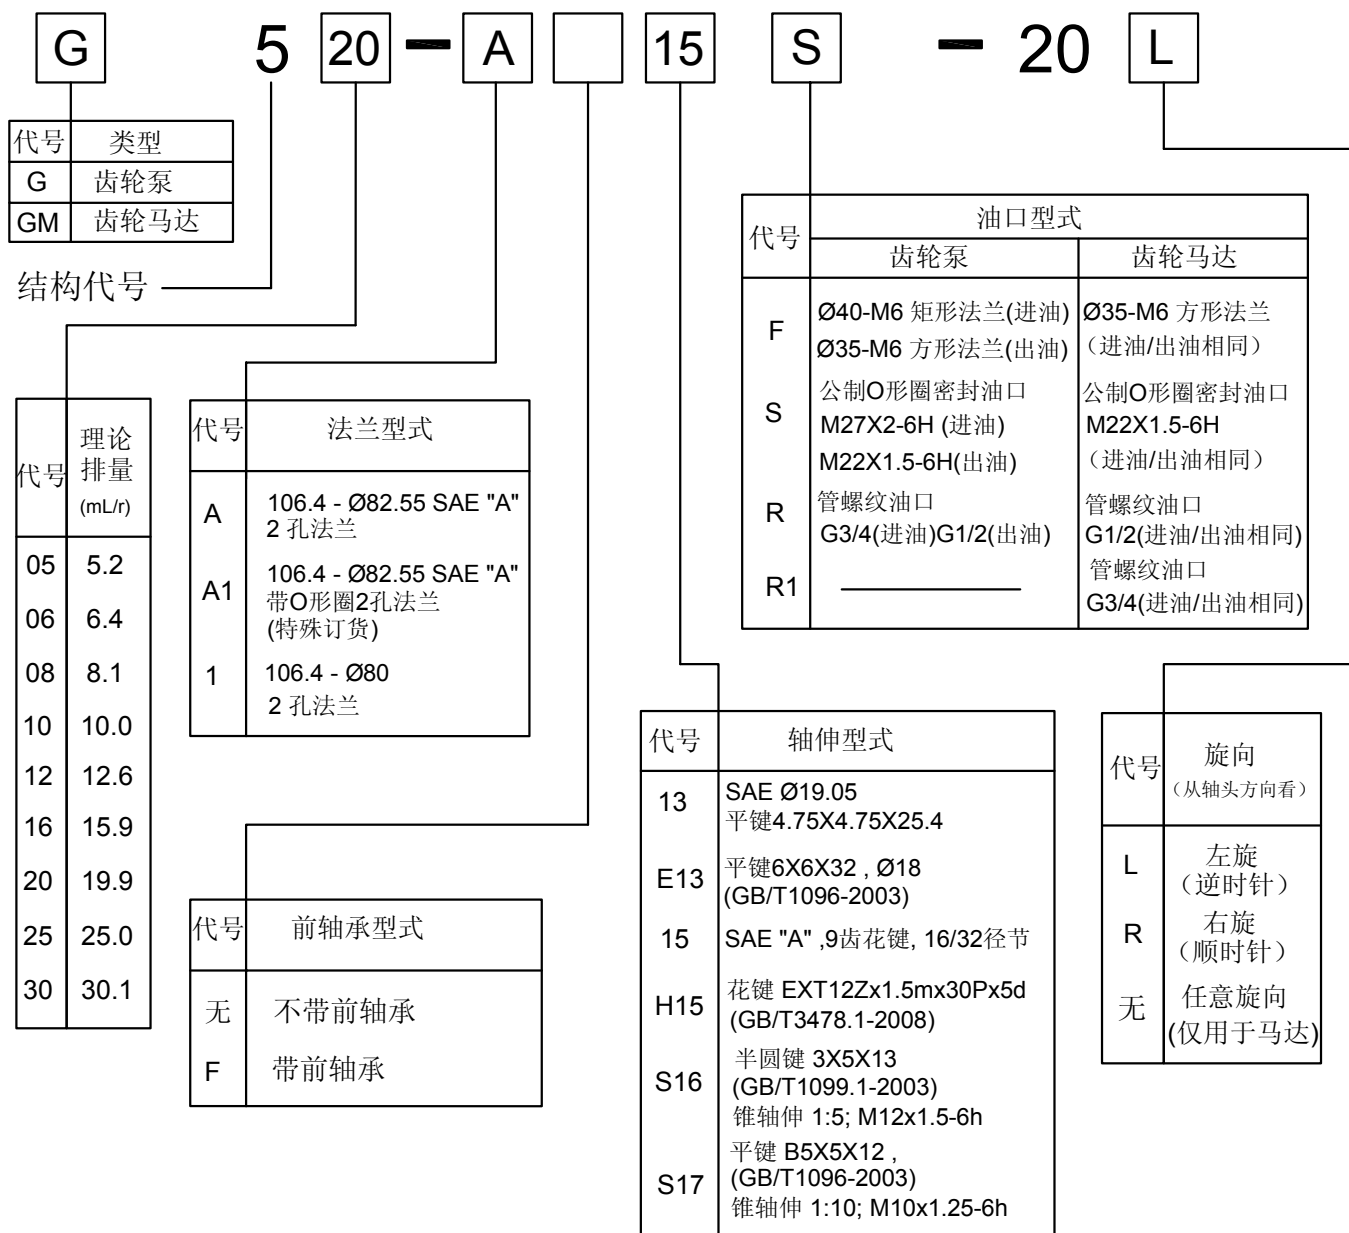 G 5 20 - A 15 S - 20 L
代号 类型
G 齿轮泵
GM 齿轮马达
结构代号
代号 理论排量 (mL/r)
05 5.2
06 6.4
08 8.1
10 10.0
12 12.6
16 15.9
20 19.9
25 25.0
30 30.1
代号 法兰型式
A 106.4 - Ø82.55 SAE "A"
2 孔法兰
A1 106.4 - Ø82.55 SAE "A"
带O形圈2孔法兰
(特殊订货)
1 106.4 - Ø80
2 孔法兰
代号 前轴承型式
无 不带前轴承
F 带前轴承
代号 油口型式
齿轮泵 齿轮马达
F Ø40-M6 矩形法兰(进油) Ø35-M6 方形法兰
Ø35-M6 方形法兰(出油) （进油/出油相同）
S 公制O形圈密封油口 公制O形圈密封油口
M27X2-6H (进油) M22X1.5-6H
M22X1.5-6H(出油) （进油/出油相同）
R 管螺纹油口 管螺纹油口
G3/4(进油)G1/2(出油) G1/2(进油/出油相同)
R1 ——— 管螺纹油口
G3/4(进油/出油相同)
代号 轴伸型式
13 SAE Ø19.05
平键4.75X4.75X25.4
E13 平键6X6X32 , Ø18
(GB/T1096-2003)
15 SAE "A" ,9齿花键, 16/32径节
H15 花键 EXT12Zx1.5mx30Px5d
(GB/T3478.1-2008)
S16 半圆键 3X5X13
(GB/T1099.1-2003)
锥轴伸 1:5; M12x1.5-6h
S17 平键 B5X5X12 ,
(GB/T1096-2003)
锥轴伸 1:10; M10x1.25-6h
代号 旋向
（从轴头方向看）
L 左旋
（逆时针）
R 右旋
（顺时针）
无 任意旋向
(仅用于马达)